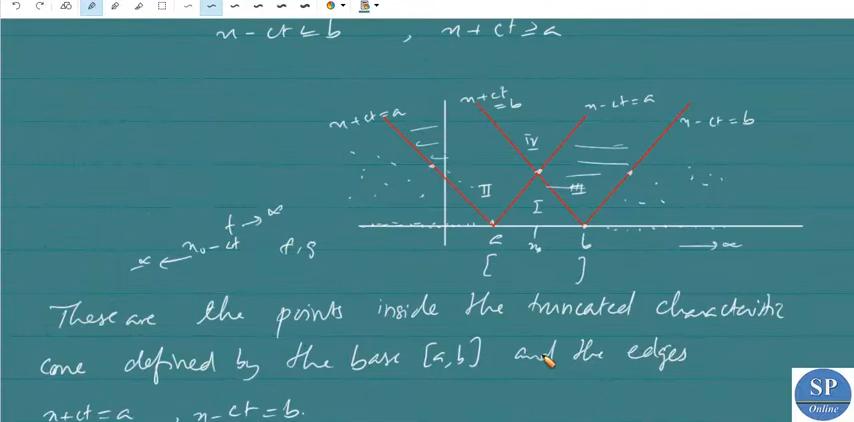 x - ct ≤ b , x + ct ≥ a
x+ct = b
x+ct = a
x-ct = a
x-ct = b
IV
II
III
I
t → ∞
x₀ - ct
f, g
-∞ ←
a x₀ b → ∞
[ ]
These are the points inside the truncated characteristic
cone defined by the base [a,b] and the edges
x+ct = a , x-ct = b.
SP
Online